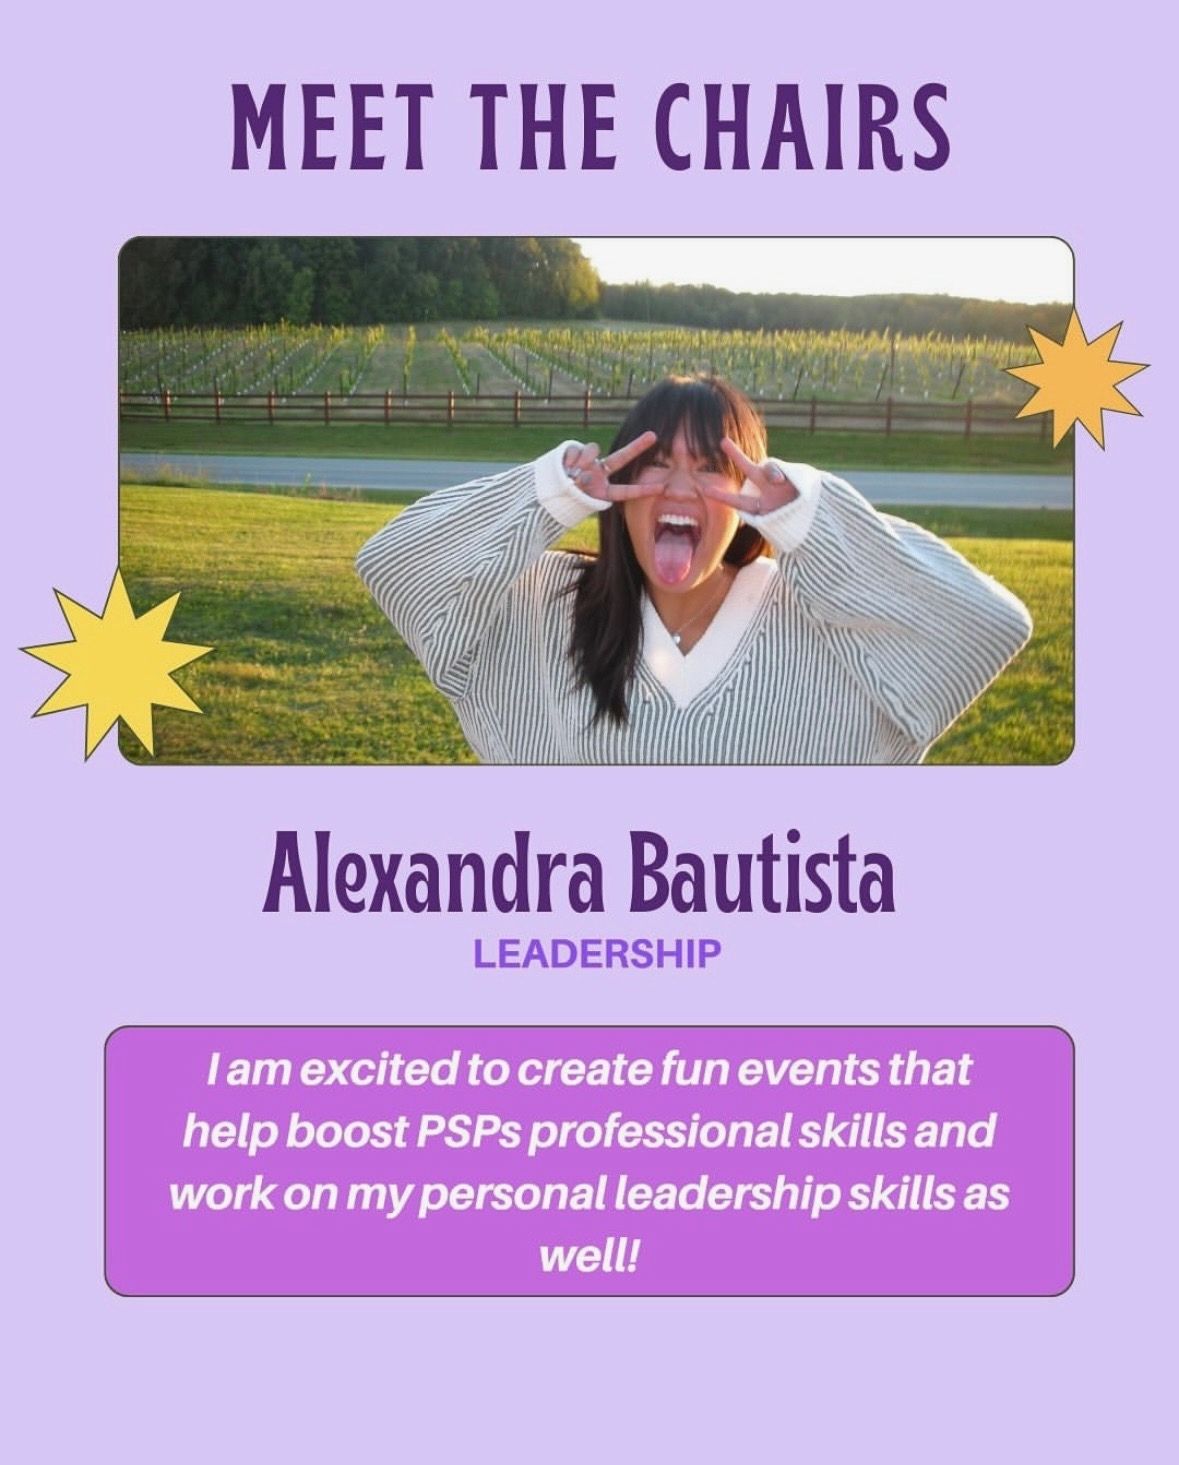 MEET THE CHAIRS
Alexandra Bautista
LEADERSHIP
I am excited to create fun events that
help boost PSPs professional skills and
work on my personal leadership skills as
well!